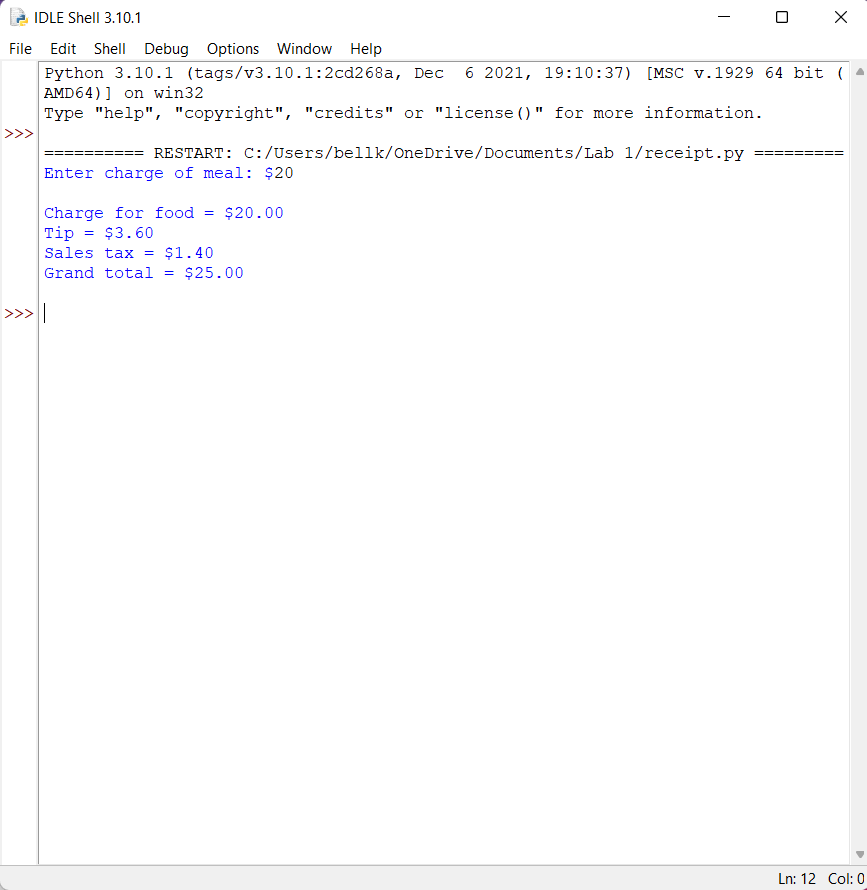 IDLE Shell 3.10.1
File Edit Shell Debug Options Window Help
Python 3.10.1 (tags/v3.10.1:2cd268a, Dec  6 2021, 19:10:37) [MSC v.1929 64 bit (
AMD64)] on win32
Type "help", "copyright", "credits" or "license()" for more information.
>>>
========== RESTART: C:/Users/bellk/OneDrive/Documents/Lab 1/receipt.py =========
Enter charge of meal: $20
Charge for food = $20.00
Tip = $3.60
Sales tax = $1.40
Grand total = $25.00
>>>
Ln: 12 Col: 0